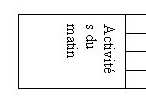 Activité
s du
matin